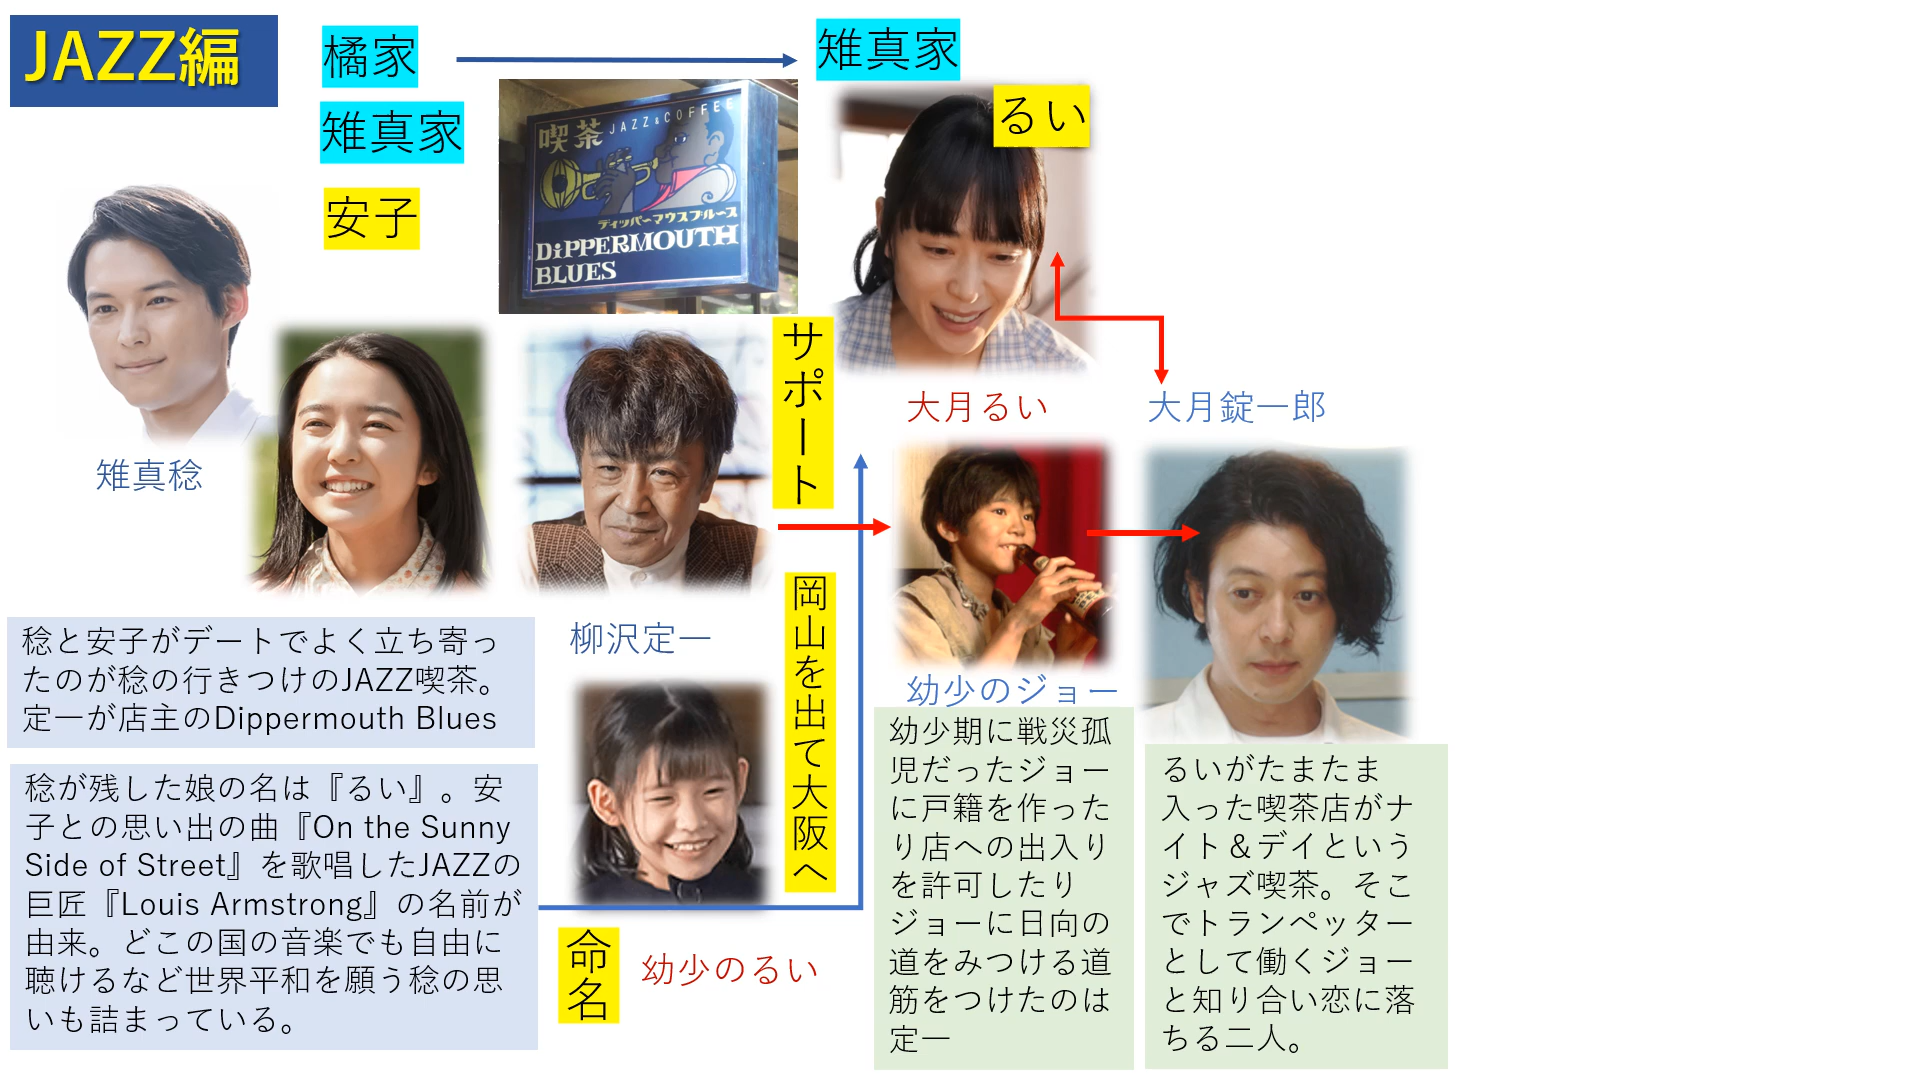 JAZZ編
橘家
雉真家
雉真家
安子
るい
喫茶 JAZZ&COFFEE
ディッパーマウスブルース
DiPPERMOUTH
BLUES
サポート
雉真稔
大月るい
大月錠一郎
柳沢定一
岡山を出て大阪へ
幼少のジョー
稔と安子がデートでよく立ち寄っ
たのが稔の行きつけのJAZZ喫茶。
定一が店主のDippermouth Blues
稔が残した娘の名は『るい』。安
子との思い出の曲『On the Sunny
Side of Street』を歌唱したJAZZの
巨匠『Louis Armstrong』の名前が
由来。どこの国の音楽でも自由に
聴けるなど世界平和を願う稔の思
いも詰まっている。
命名
幼少のるい
幼少期に戦災孤
児だったジョー
に戸籍を作った
り店への出入り
を許可したり
ジョーに日向の
道をみつける道
筋をつけたのは
定一
るいがたまたま
入った喫茶店がナ
イト＆デイという
ジャズ喫茶。そこ
でトランペッター
として働くジョー
と知り合い恋に落
ちる二人。